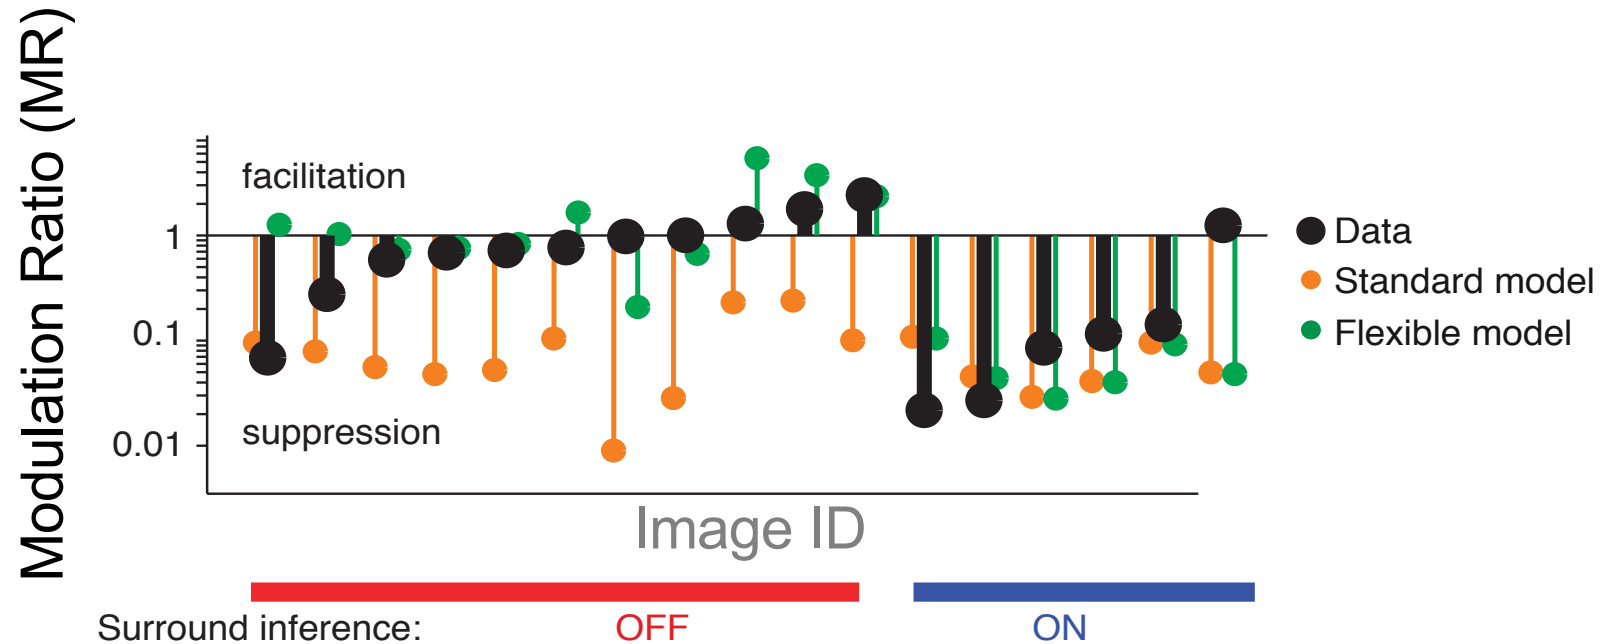 Modulation Ratio (MR)
facilitation
1
0.1
0.01
suppression
Data
Standard model
Flexible model
Image ID
Surround inference: OFF ON